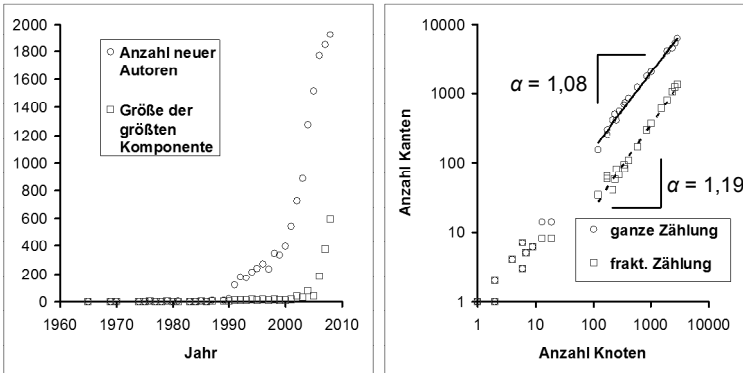 2000
1800
1600
1400
1200
1000
800
600
400
200
0
Anzahl neuer
Autoren
Größe der
größten
Komponente
1960 1970 1980 1990 2000 2010
Jahr
10000
1000
100
10
1
Anzahl Kanten
α = 1,08
α = 1,19
ganze Zählung
frakt. Zählung
1 10 100 1000 10000
Anzahl Knoten